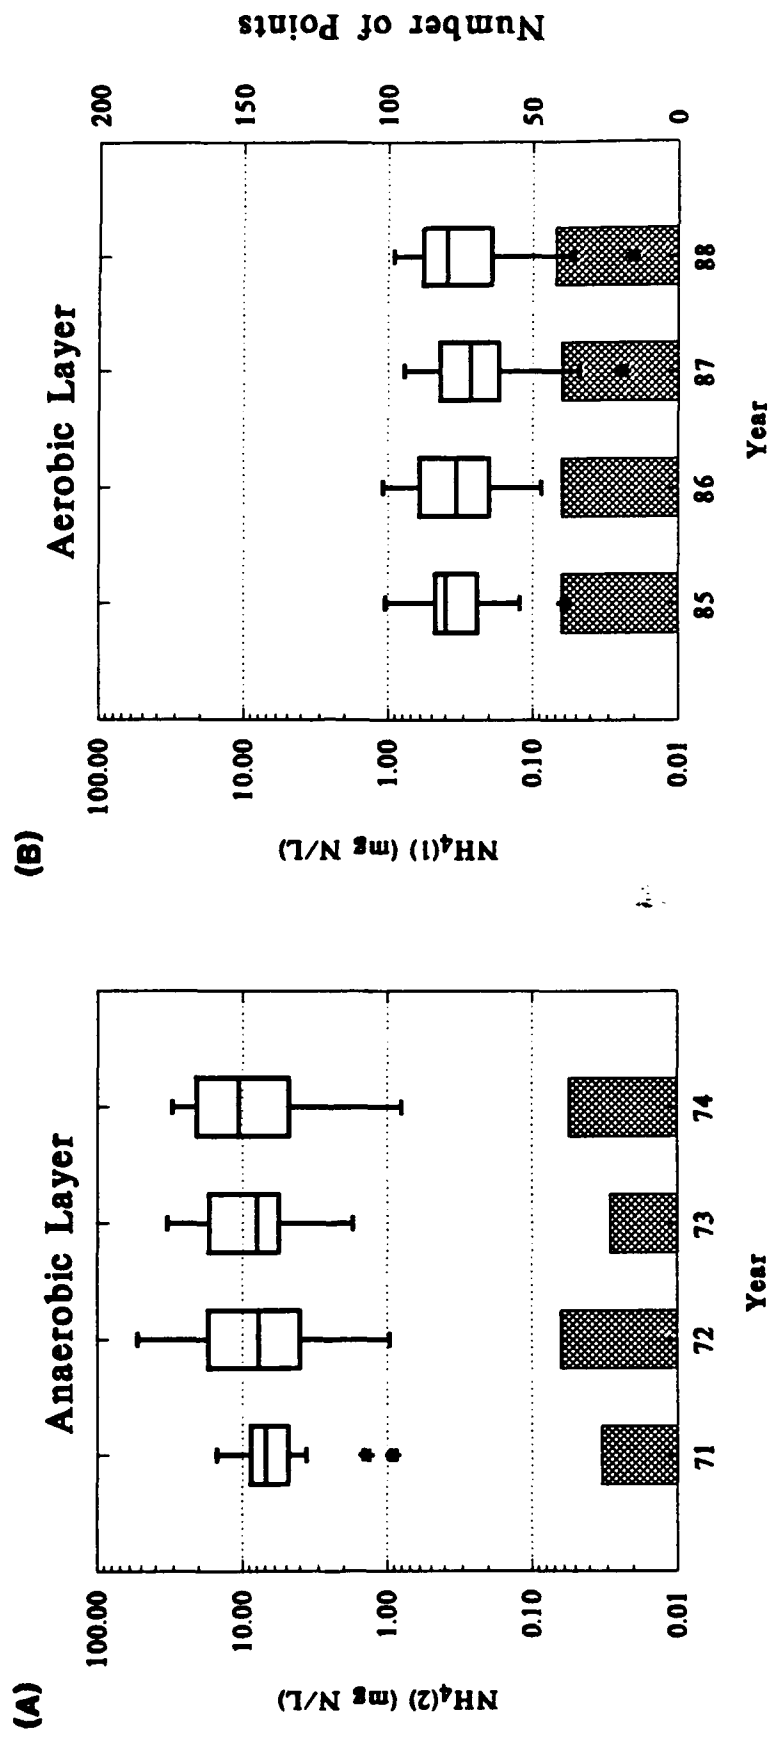 (A)
Anaerobic Layer
NH4(2) (mg N/L)
100.00
10.00
1.00
0.10
0.01
71 72 73 74
Year
(B)
Aerobic Layer
NH4(1) (mg N/L)
100.00
10.00
1.00
0.10
0.01
85 86 87 88
Year
200
150
100
50
0
Number of Points